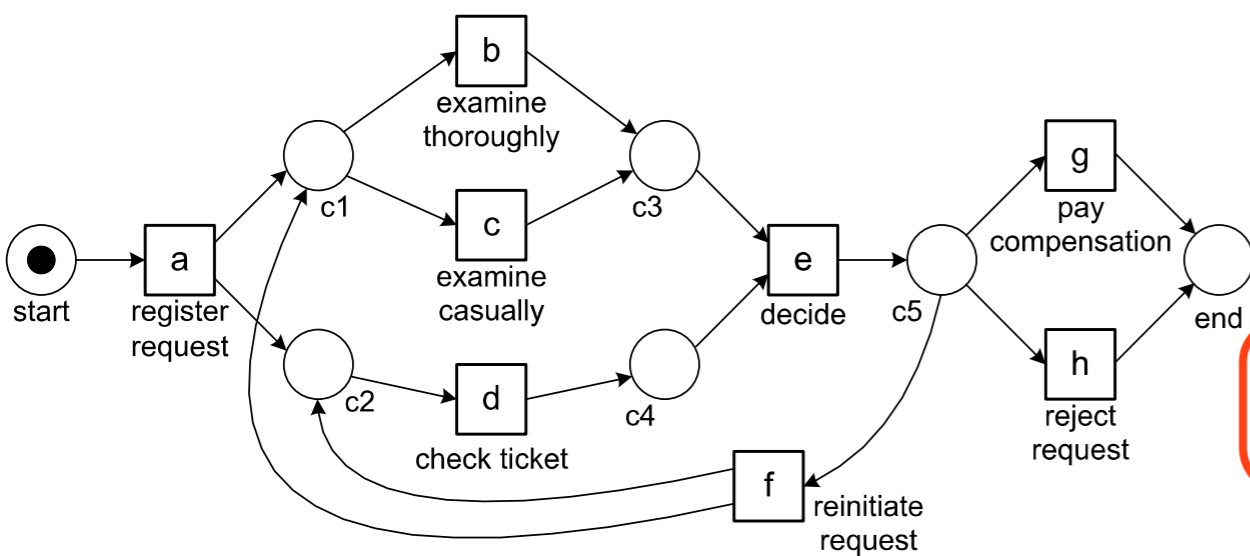 b
examine
thoroughly
g
pay
compensation
c1
c3
c
examine
casually
a
register
request
start
e
decide
c5
end
c2
d
check ticket
c4
h
reject
request
f
reinitiate
request